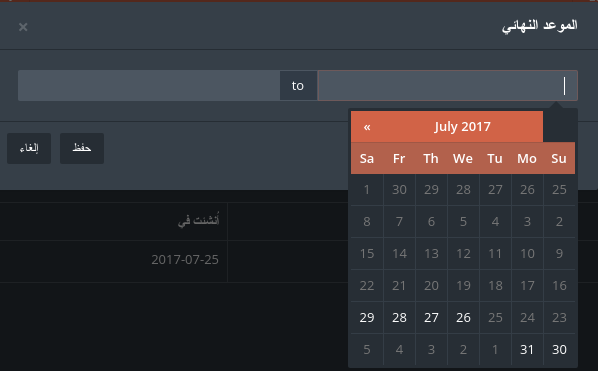 الموعد النهائي ×
to
« July 2017
Sa Fr Th We Tu Mo Su
1 30 29 28 27 26 25
8 7 6 5 4 3 2
15 14 13 12 11 10 9
22 21 20 19 18 17 16
29 28 27 26 25 24 23
5 4 3 2 1 31 30
حفظ
إلغاء
أنشئت في
2017-07-25